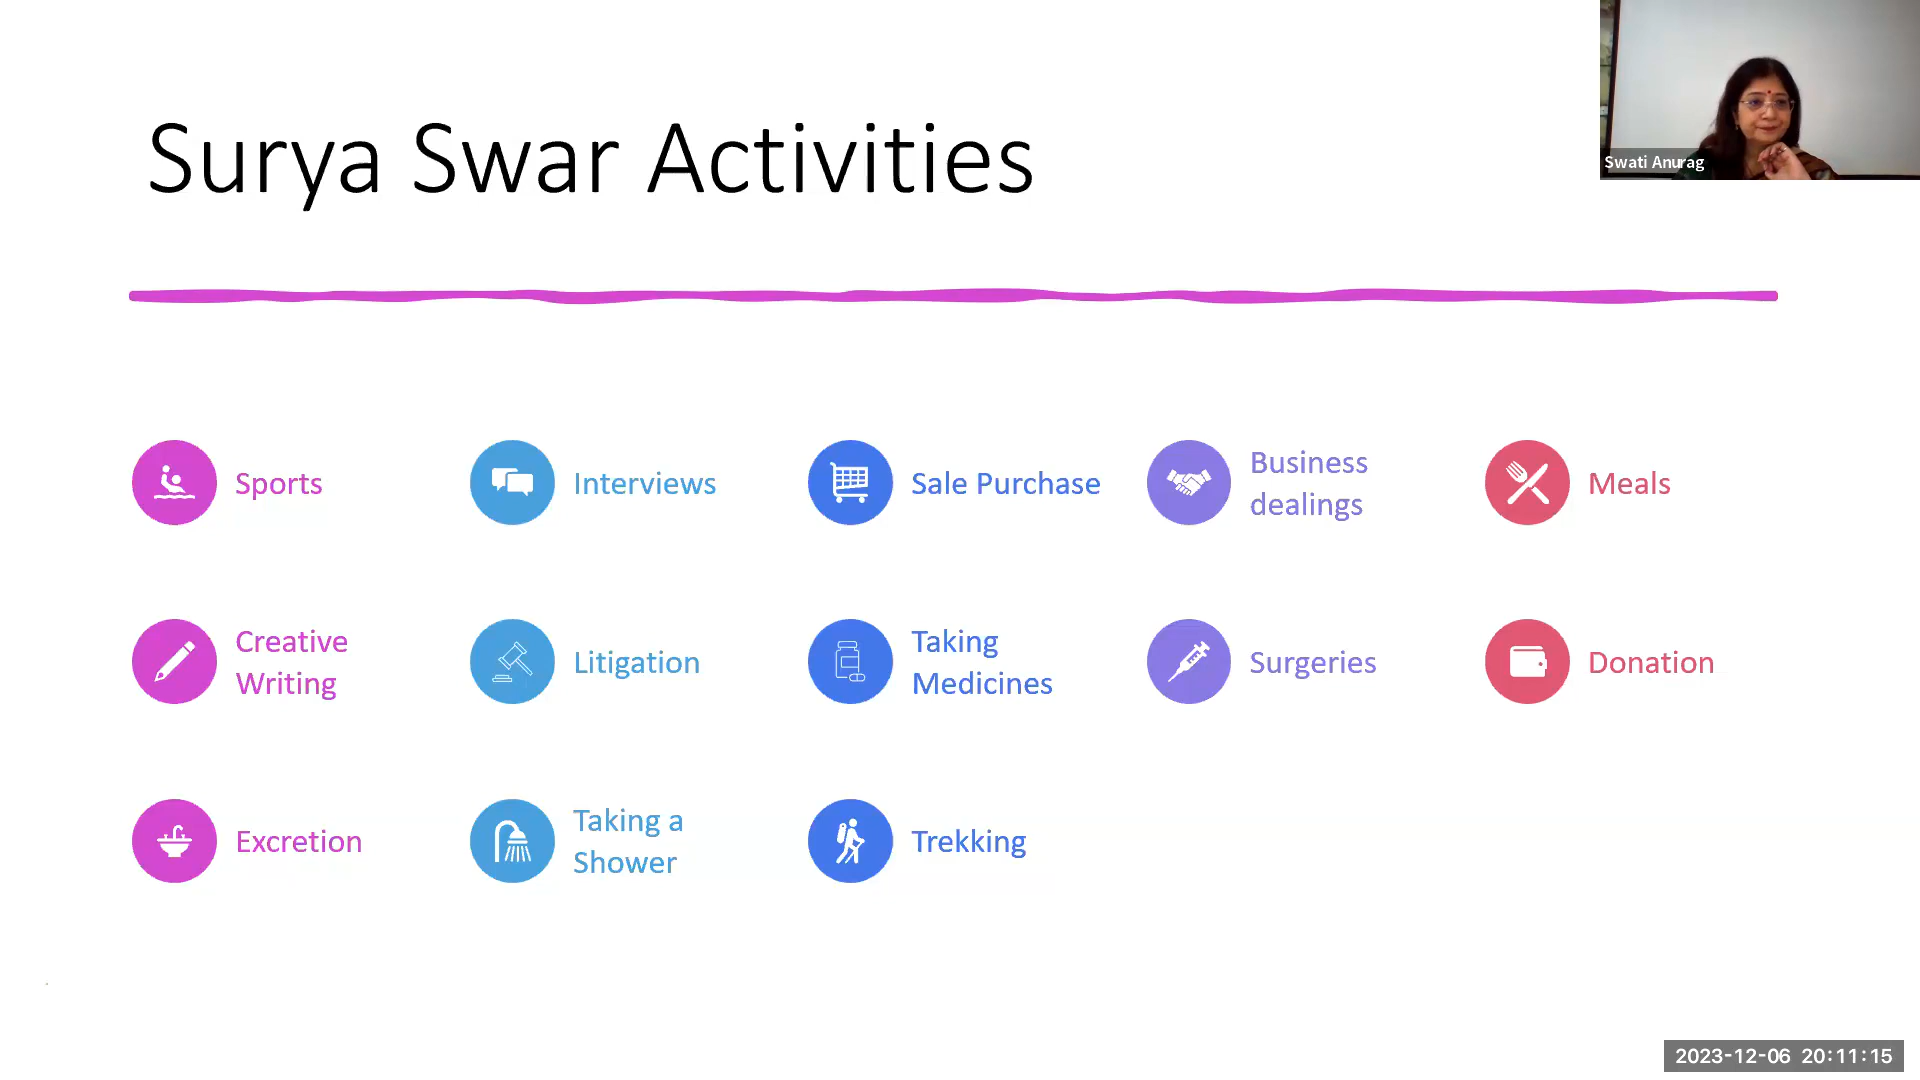 Surya Swar Activities
Swati Anurag
Sports
Interviews
Sale Purchase
Business
dealings
Meals
Creative
Writing
Litigation
Taking
Medicines
Surgeries
Donation
Excretion
Taking a
Shower
Trekking
2023-12-06 20:11:15